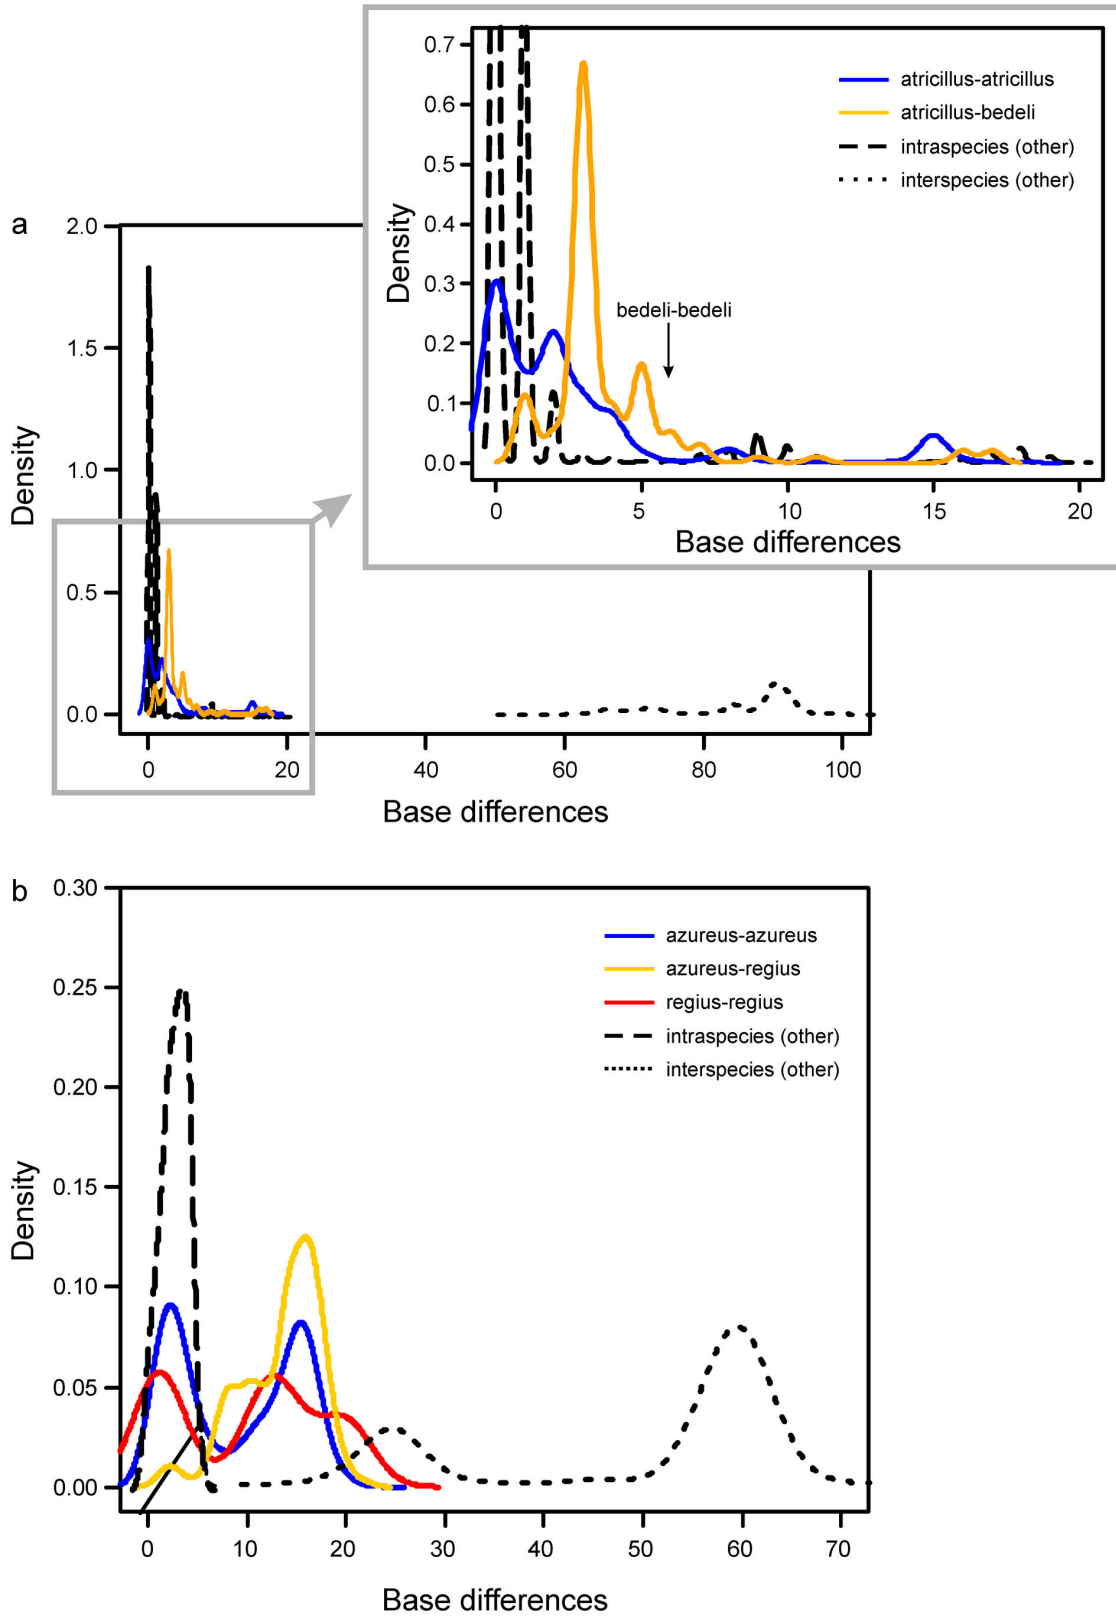 a
Density
2.0
1.5
1.0
0.5
0.0
0 20 40 60 80 100
Base differences
Density
0.7
0.6
0.5
0.4
0.3
0.2
0.1
0.0
0 5 10 15 20
Base differences
atricillus-atricillus
atricillus-bedeli
intraspecies (other)
interspecies (other)
bedeli-bedeli
b
Density
0.30
0.25
0.20
0.15
0.10
0.05
0.00
0 10 20 30 40 50 60 70
Base differences
azureus-azureus
azureus-regius
regius-regius
intraspecies (other)
interspecies (other)